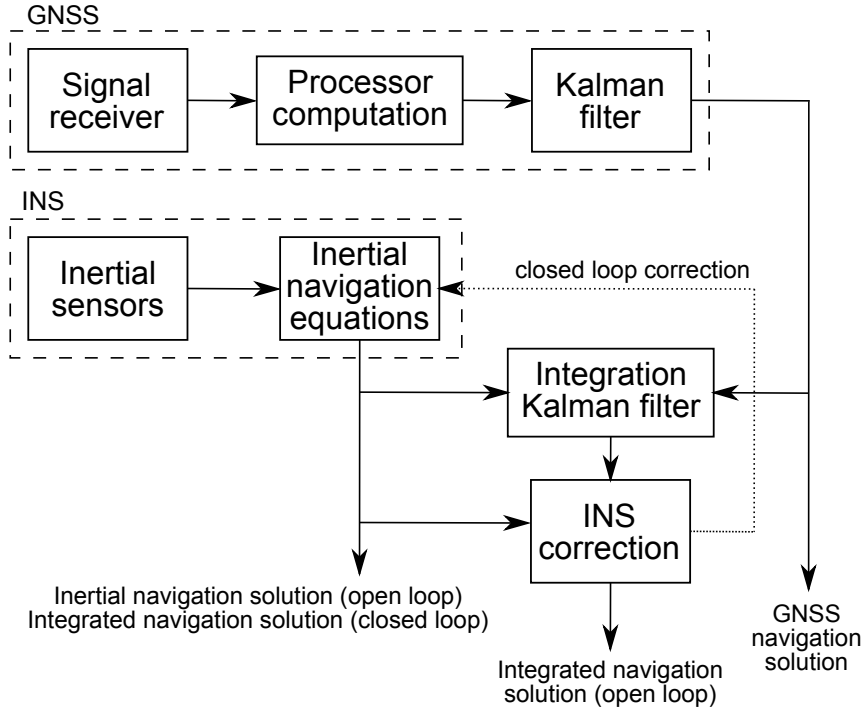 GNSS
Signal
receiver
Processor
computation
Kalman
filter
INS
Inertial
sensors
Inertial
navigation
equations
closed loop correction
Integration
Kalman filter
INS
correction
Inertial navigation solution (open loop)
Integrated navigation solution (closed loop)
GNSS
navigation
solution
Integrated navigation
solution (open loop)